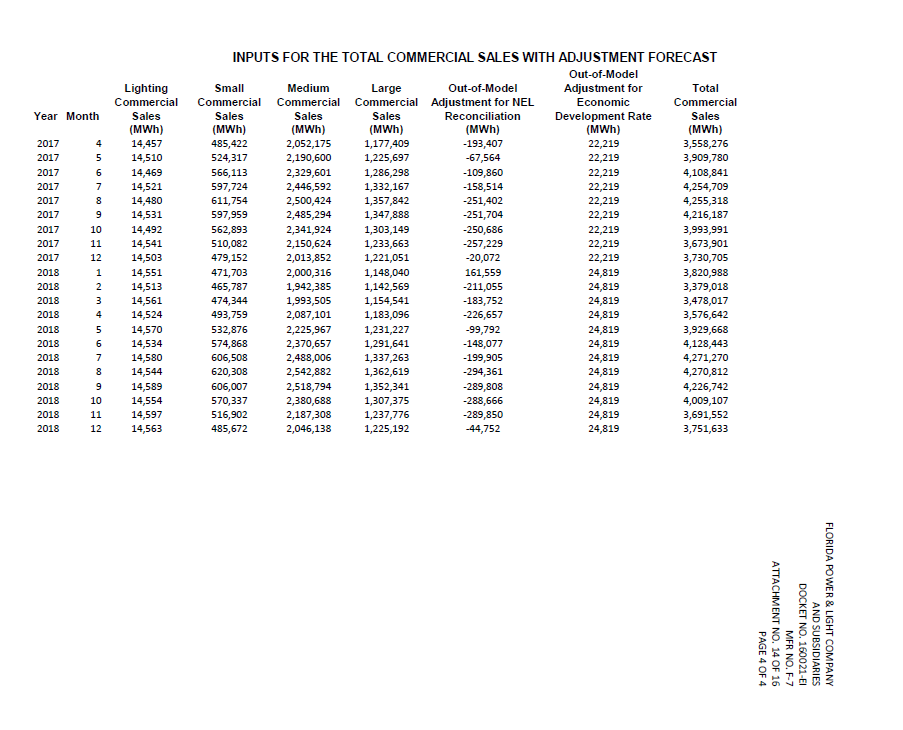 INPUTS FOR THE TOTAL COMMERCIAL SALES WITH ADJUSTMENT FORECAST
Out-of-Model
Lighting Small Medium Large Out-of-Model Adjustment for Total
Commercial Commercial Commercial Commercial Adjustment for NEL Economic Commercial
Year Month Sales Sales Sales Sales Reconciliation Development Rate Sales
(MWh) (MWh) (MWh) (MWh) (MWh) (MWh) (MWh)
2017 4 14,457 485,422 2,052,175 1,177,409 -193,407 22,219 3,558,276
2017 5 14,510 524,317 2,190,600 1,225,697 -67,564 22,219 3,909,780
2017 6 14,469 566,113 2,329,601 1,286,298 -109,860 22,219 4,108,841
2017 7 14,521 597,724 2,446,592 1,332,167 -158,514 22,219 4,254,709
2017 8 14,480 611,754 2,500,424 1,357,842 -251,402 22,219 4,255,318
2017 9 14,531 597,959 2,485,294 1,347,888 -251,704 22,219 4,216,187
2017 10 14,492 562,893 2,341,924 1,303,149 -250,686 22,219 3,993,991
2017 11 14,541 510,082 2,150,624 1,233,663 -257,229 22,219 3,673,901
2017 12 14,503 479,152 2,013,852 1,221,051 -20,072 22,219 3,730,705
2018 1 14,551 471,703 2,000,316 1,148,040 161,559 24,819 3,820,988
2018 2 14,513 465,787 1,942,385 1,142,569 -211,055 24,819 3,379,018
2018 3 14,561 474,344 1,993,505 1,154,541 -183,752 24,819 3,478,017
2018 4 14,524 493,759 2,087,101 1,183,096 -226,657 24,819 3,576,642
2018 5 14,570 532,876 2,225,967 1,231,227 -99,792 24,819 3,929,668
2018 6 14,534 574,868 2,370,657 1,291,641 -148,077 24,819 4,128,443
2018 7 14,580 606,508 2,488,006 1,337,263 -199,905 24,819 4,271,270
2018 8 14,544 620,308 2,542,882 1,362,619 -294,361 24,819 4,270,812
2018 9 14,589 606,007 2,518,794 1,352,341 -289,808 24,819 4,226,742
2018 10 14,554 570,337 2,380,688 1,307,375 -288,666 24,819 4,009,107
2018 11 14,597 516,902 2,187,308 1,237,776 -289,850 24,819 3,691,552
2018 12 14,563 485,672 2,046,138 1,225,192 -44,752 24,819 3,751,633
FLORIDA POWER & LIGHT COMPANY
AND SUBSIDIARIES
DOCKET NO. 160021-EI
MFR NO. F-7
ATTACHMENT NO. 14 OF 16
PAGE 4 OF 4